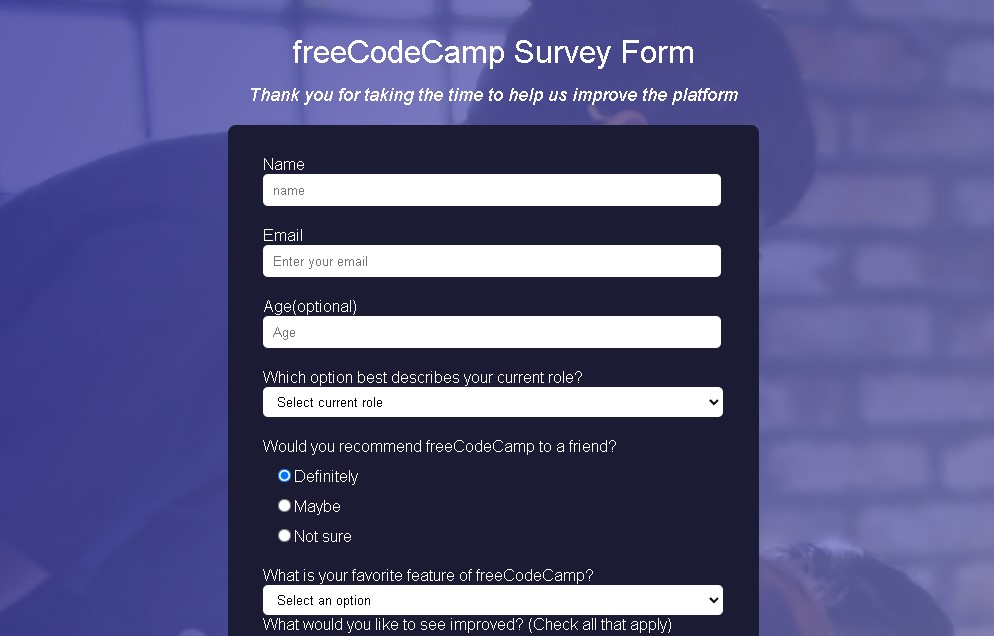 freeCodeCamp Survey Form
Thank you for taking the time to help us improve the platform
Name
name
Email
Enter your email
Age(optional)
Age
Which option best describes your current role?
Select current role
Would you recommend freeCodeCamp to a friend?
Definitely
Maybe
Not sure
What is your favorite feature of freeCodeCamp?
Select an option
What would you like to see improved? (Check all that apply)